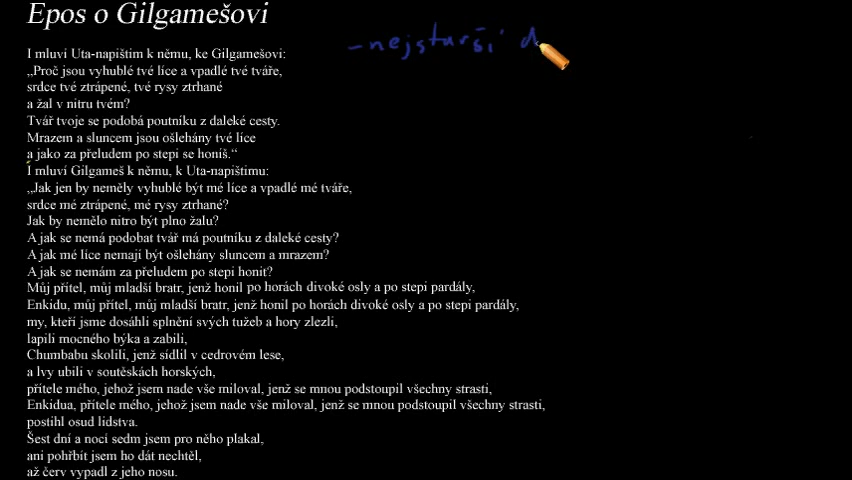 Epos o Gilgamešovi
-nejstarší d
I mluví Uta-napištim k němu, ke Gilgamešovi:
„Proč jsou vyhublé tvé líce a vpadlé tvé tváře,
srdce tvé ztrápené, tvé rysy ztrhané
a žal v nitru tvém?
Tvář tvoje se podobá poutníku z daleké cesty.
Mrazem a sluncem jsou ošlehány tvé líce
a jako za přeludem po stepi se honíš.“
I mluví Gilgameš k němu, k Uta-napištimu:
„Jak jen by neměly vyhublé být mé líce a vpadlé mé tváře,
srdce mé ztrápené, mé rysy ztrhané?
Jak by nemělo nitro být plno žalu?
A jak se nemá podobat tvář má poutníku z daleké cesty?
A jak mé líce nemají být ošlehány sluncem a mrazem?
A jak se nemám za přeludem po stepi honit?
Můj přítel, můj mladší bratr, jenž honil po horách divoké osly a po stepi pardály,
Enkidu, můj přítel, můj mladší bratr, jenž honil po horách divoké osly a po stepi pardály,
my, kteří jsme dosáhli splnění svých tužeb a hory zlezli,
lapili mocného býka a zabili,
Chumbabu skolili, jenž sídlil v cedrovém lese,
a lvy ubili v soutěskách horských,
přítele mého, jehož jsem nade vše miloval, jenž se mnou podstoupil všechny strasti,
Enkidua, přítele mého, jehož jsem nade vše miloval, jenž se mnou podstoupil všechny strasti,
postihl osud lidstva.
Šest dní a nocí sedm jsem pro něho plakal,
ani pohřbít jsem ho dát nechtěl,
až červ vypadl z jeho nosu.